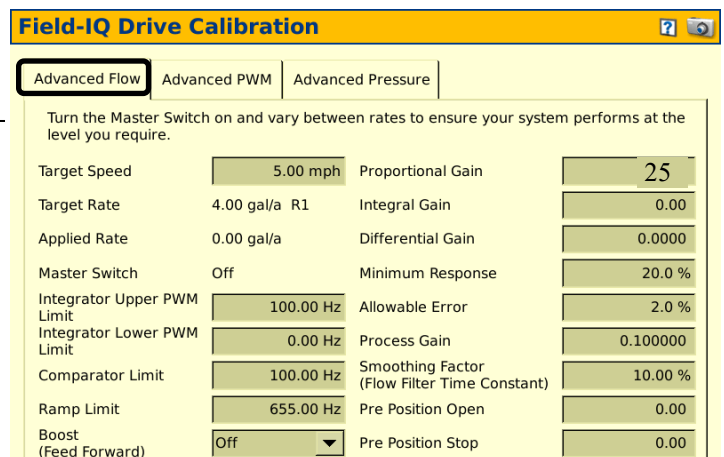 Field-IQ Drive Calibration
Advanced Flow Advanced PWM Advanced Pressure
Turn the Master Switch on and vary between rates to ensure your system performs at the
level you require.
Target Speed 5.00 mph Proportional Gain 25
Target Rate 4.00 gal/a R1 Integral Gain 0.00
Applied Rate 0.00 gal/a Differential Gain 0.0000
Master Switch Off Minimum Response 20.0 %
Integrator Upper PWM
Limit 100.00 Hz Allowable Error 2.0 %
Integrator Lower PWM
Limit 0.00 Hz Process Gain 0.100000
Comparator Limit 100.00 Hz Smoothing Factor
(Flow Filter Time Constant) 10.00 %
Ramp Limit 655.00 Hz Pre Position Open 0.00
Boost
(Feed Forward) Off Pre Position Stop 0.00